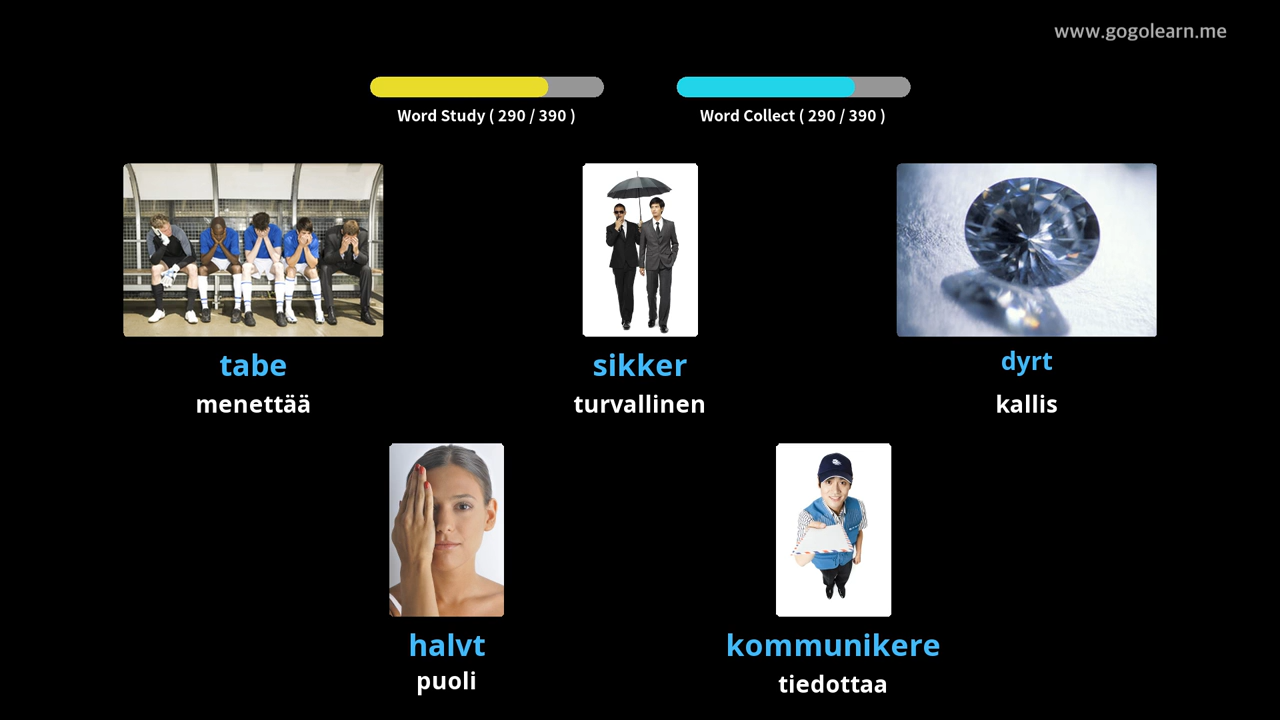 www.gogolearn.me
Word Study ( 290 / 390 )
Word Collect ( 290 / 390 )
tabe
menettää
sikker
turvallinen
dyrt
kallis
halvt
puoli
kommunikere
tiedottaa